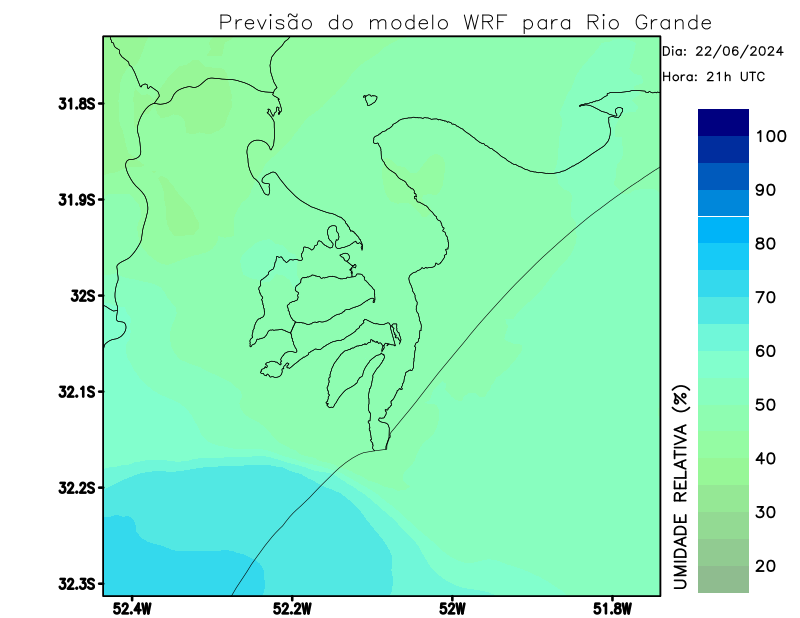 Previsão do modelo WRF para Rio Grande
Dia: 22/06/2024
Hora: 21h UTC
31.8S
31.9S
32S
32.1S
32.2S
32.3S
52.4W
52.2W
52W
51.8W
100
90
80
70
60
50
40
30
20
UMIDADE RELATIVA (%)